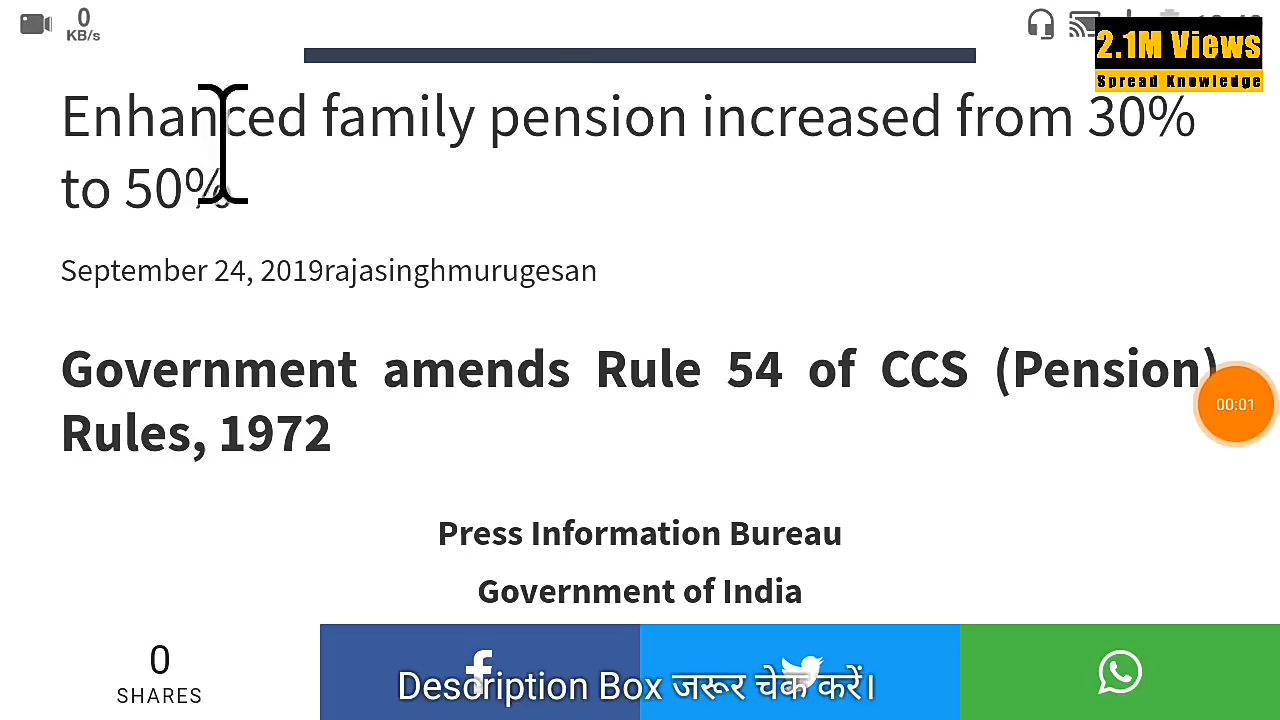 0
KB/s
2.1M Views
Spread Knowledge
Enhanced family pension increased from 30%
to 50%
September 24, 2019rajasinghmurugesan
Government amends Rule 54 of CCS (Pension)
Rules, 1972
00:01
Press Information Bureau
Government of India
0
SHARES
Description Box जरूर चेक करें।